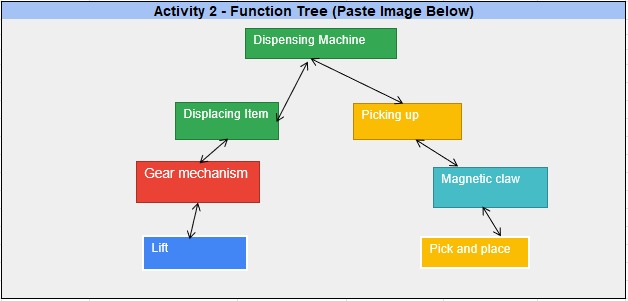 Activity 2 - Function Tree (Paste Image Below)
Dispensing Machine
Displacing Item
Picking up
Gear mechanism
Magnetic claw
Lift
Pick and place